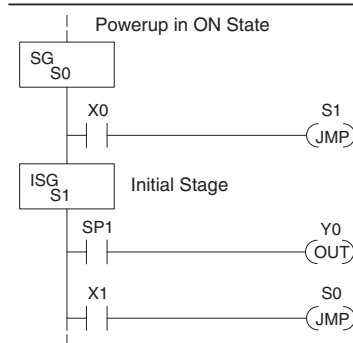 Powerup in ON State
SG
S0
X0 S1
JMP
ISG
S1
Initial Stage
SP1 Y0
OUT
X1 S0
JMP